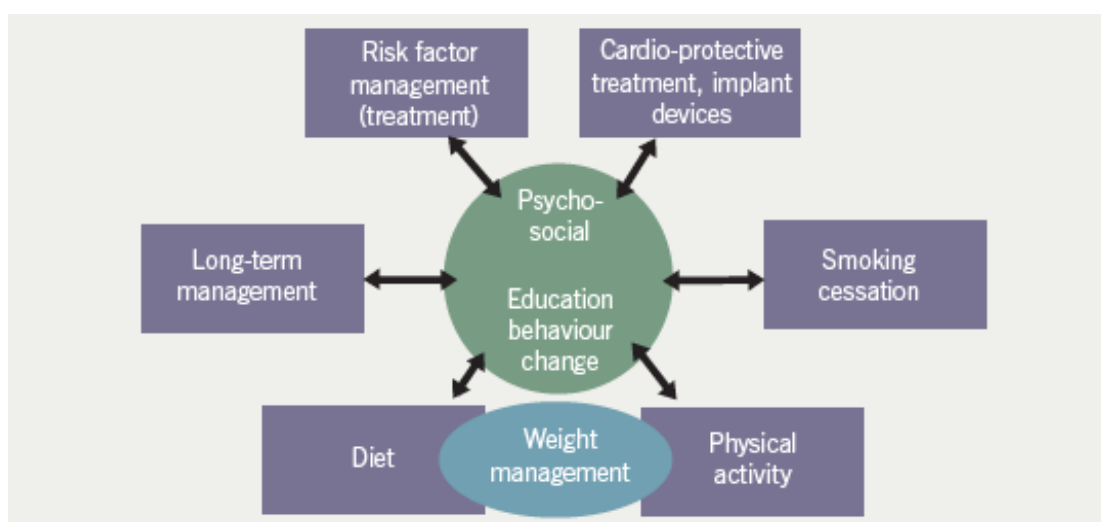 Risk factor
management
(treatment)
Cardio-protective
treatment, implant
devices
Psycho-
social
Long-term
management
Smoking
cessation
Education
behaviour
change
Diet
Weight
management
Physical
activity